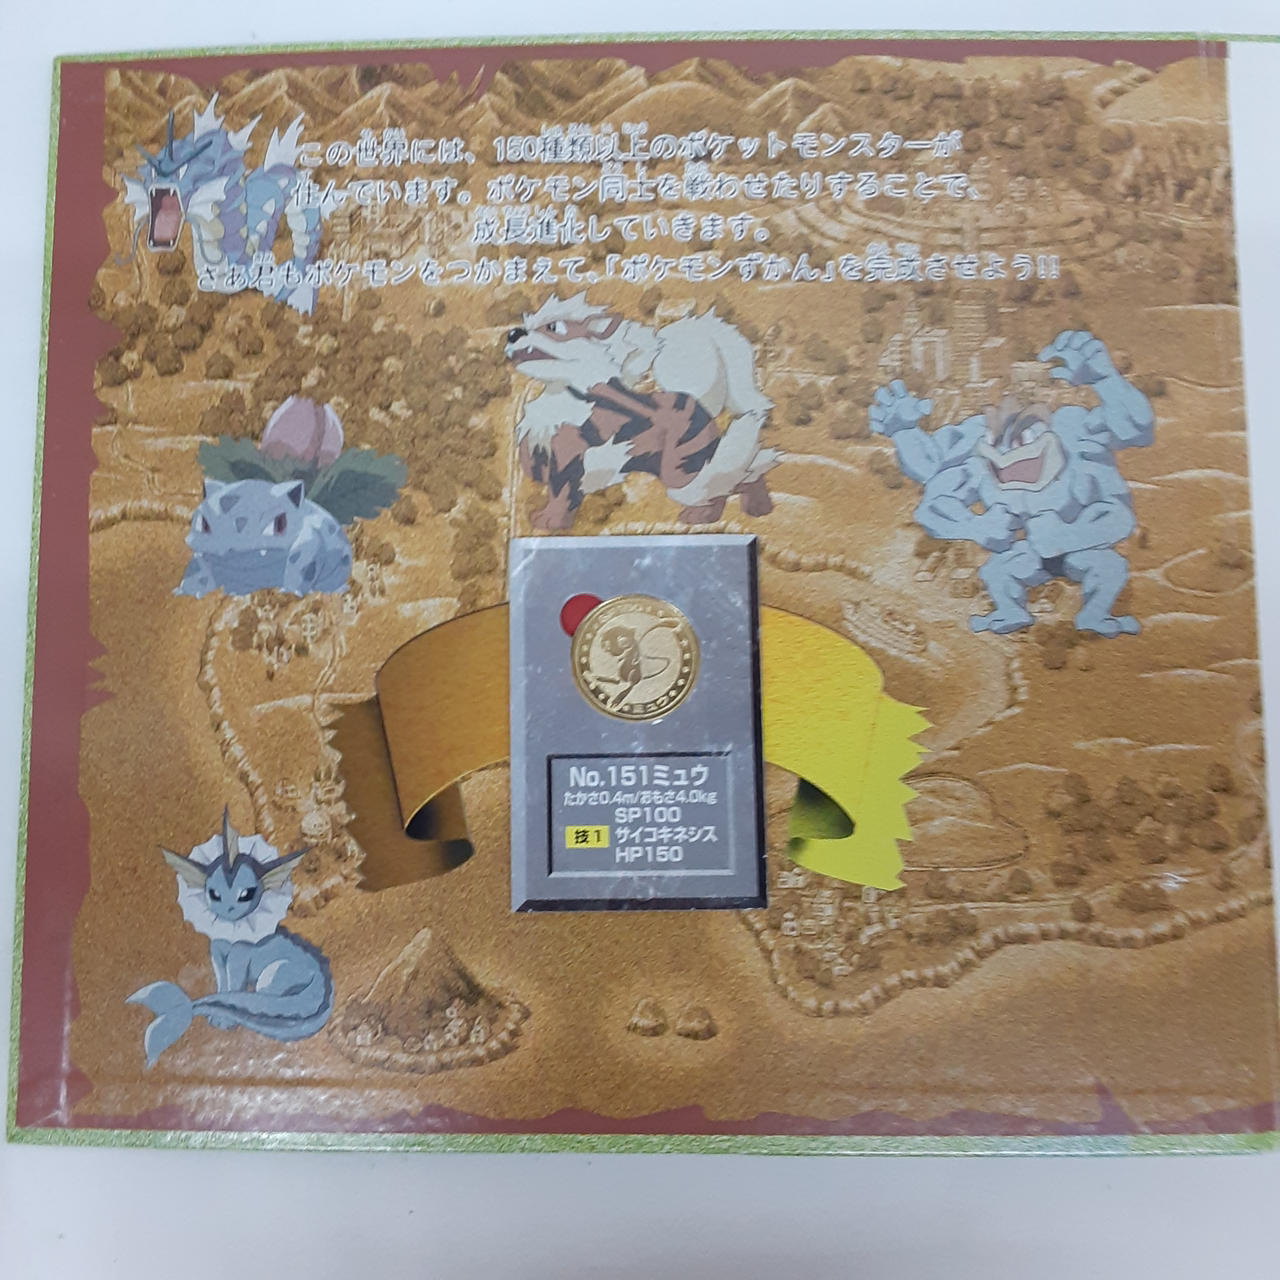 この世界には、150種類以上のポケットモンスターが
住んでいます。ポケモン同士を戦わせたりすることで、
成長進化していきます。
さあ君もポケモンをつかまえて、「ポケモンずかん」を完成させよう!!
ミュウ
No.151ミュウ
たかさ0.4m/おもさ4.0kg
SP100
技1 サイコキネシス
HP150